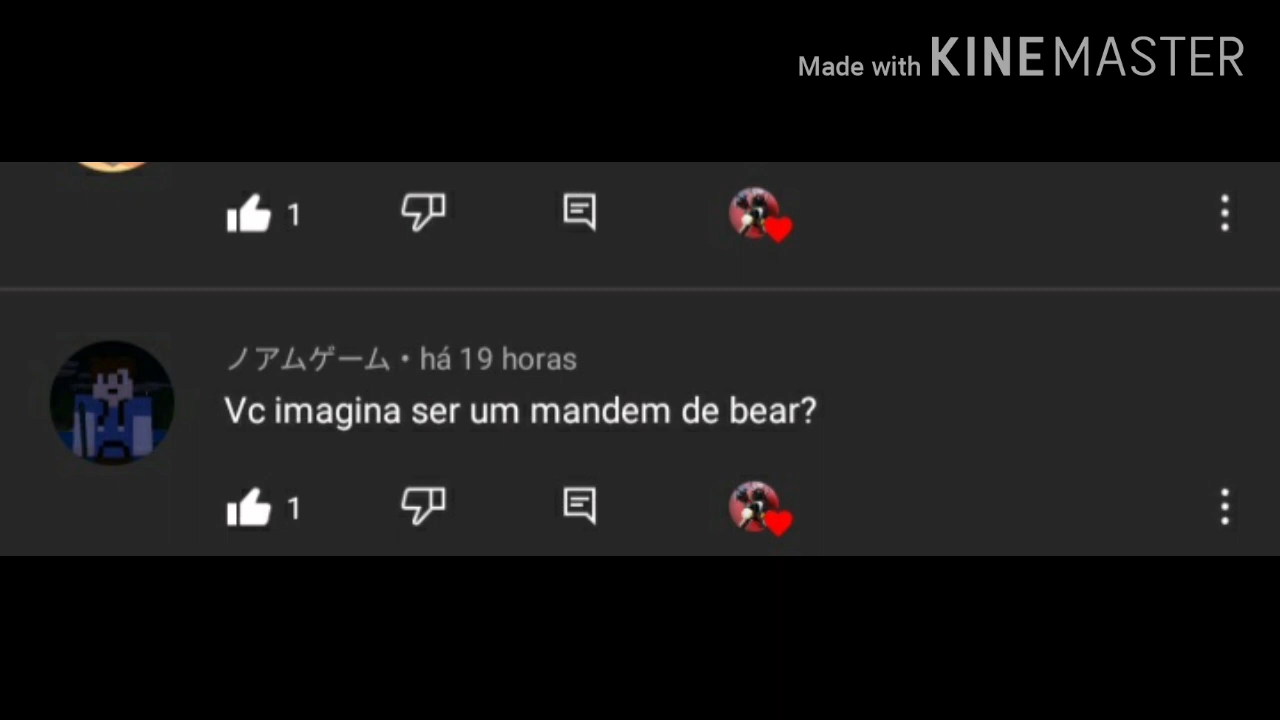 Made with KINEMASTER
1
ノアムゲーム • há 19 horas
Vc imagina ser um mandem de bear?
1